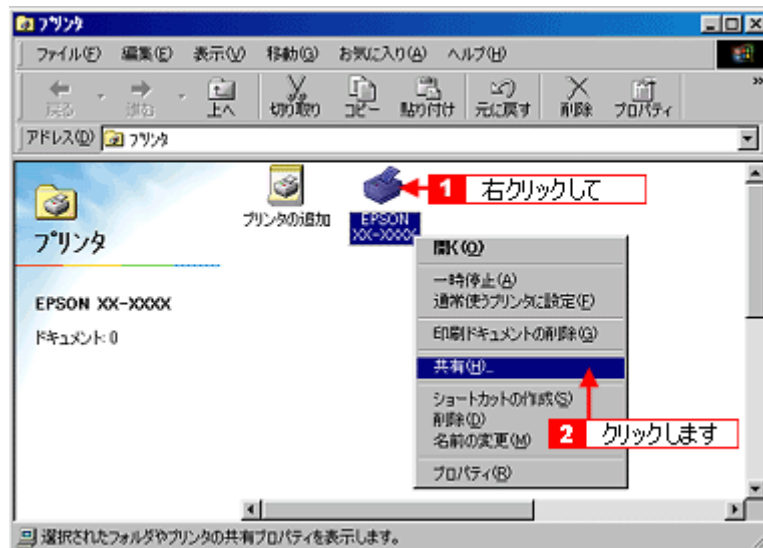 プリンタ
ファイル(F) 編集(E) 表示(V) 移動(G) お気に入り(A) ヘルプ(H)
戻る 進む 上へ 切り取り コピー 貼り付け 元に戻す 削除 プロパティ »
アドレス(D) プリンタ
プリンタ
EPSON XX-XXXX
ドキュメント: 0
プリンタの追加
EPSON
XX-XXXX
1 右クリックして
開く(O)
一時停止(A)
通常使うプリンタに設定(F)
印刷ドキュメントの削除(G)
共有(H)...
ショートカットの作成(S)
削除(D)
名前の変更(M)
プロパティ(R)
2 クリックします
選択されたフォルダやプリンタの共有プロパティを表示します。